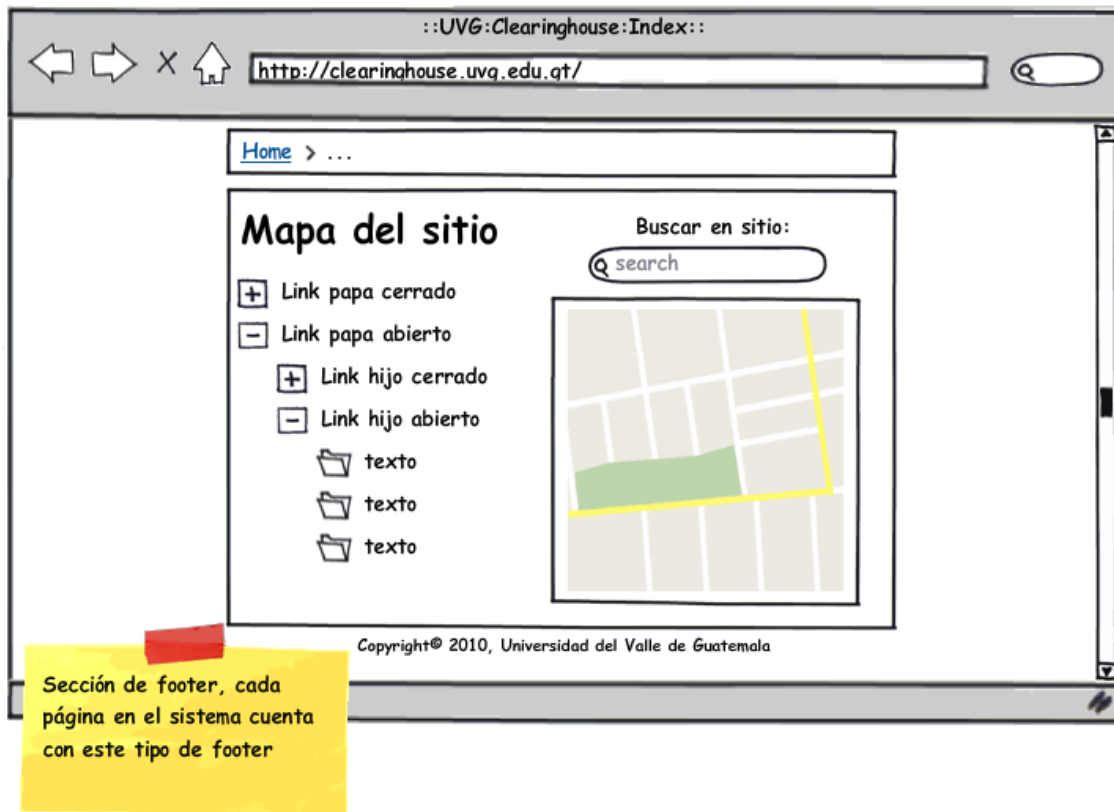 ::UVG:Clearinghouse:Index::
http://clearinghouse.uvg.edu.gt/
Home > ...
Mapa del sitio
Buscar en sitio:
search
Link papa cerrado
Link papa abierto
Link hijo cerrado
Link hijo abierto
texto
texto
texto
Copyright© 2010, Universidad del Valle de Guatemala
Sección de footer, cada
página en el sistema cuenta
con este tipo de footer